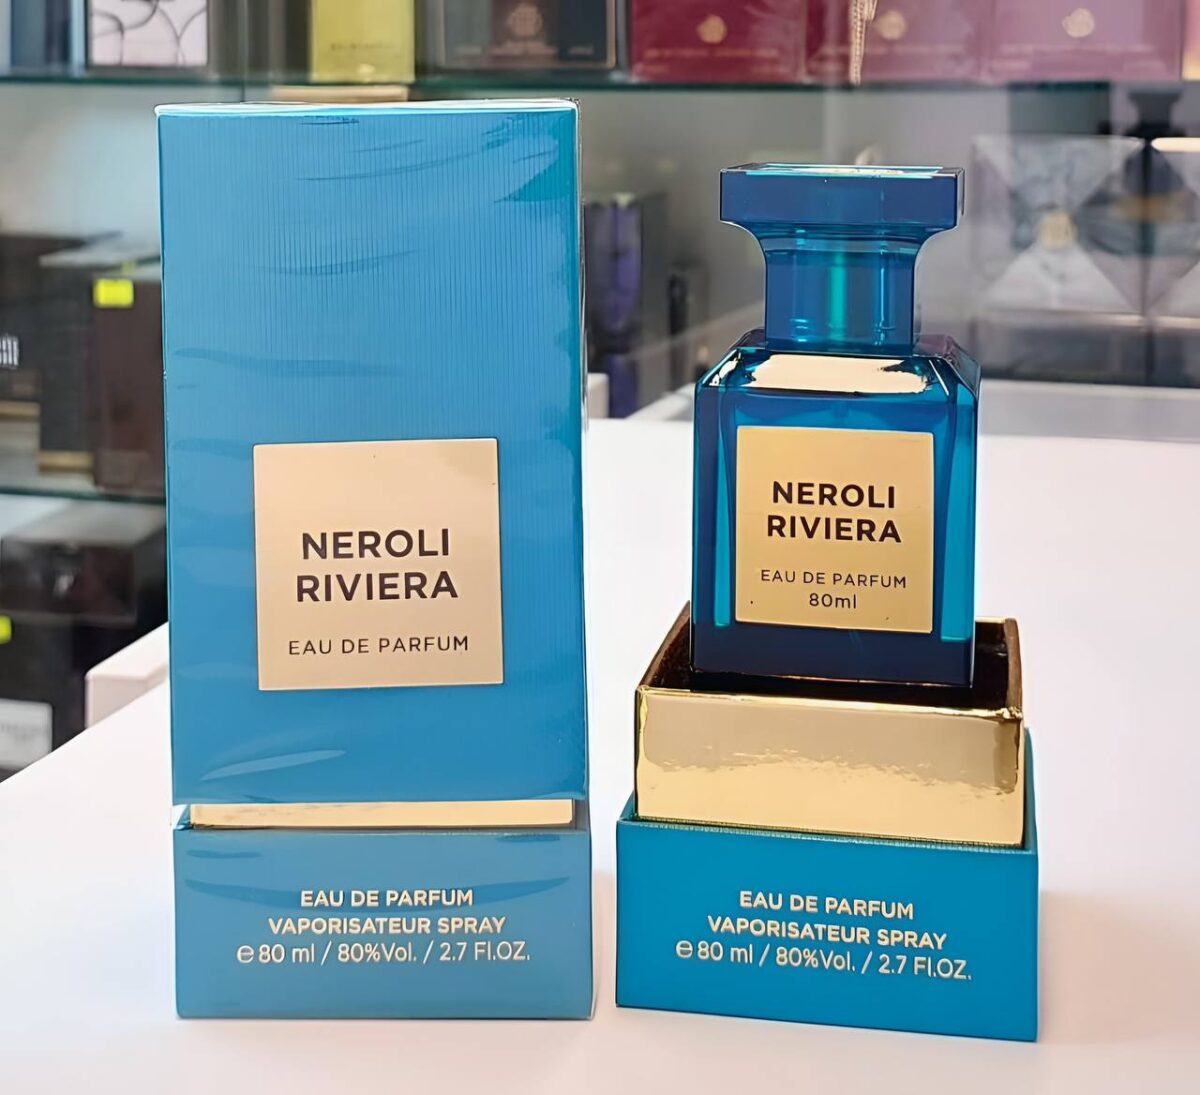 NEROLI
RIVIERA
EAU DE PARFUM
EAU DE PARFUM
VAPORISATEUR SPRAY
℮ 80 ml / 80%Vol. / 2.7 Fl.OZ.
NEROLI
RIVIERA
EAU DE PARFUM
80ml
EAU DE PARFUM
VAPORISATEUR SPRAY
℮ 80 ml / 80%Vol. / 2.7 Fl.OZ.